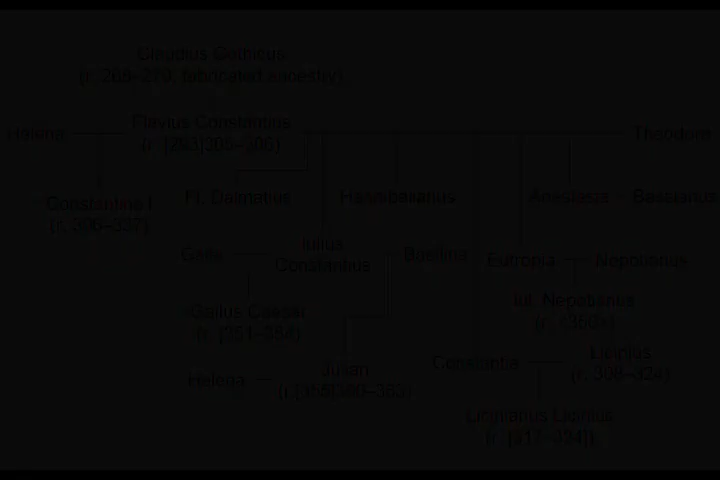 Claudius Gothicus
(r. 268–270, fabricated ancestry)
Helena
Flavius Constantius
(r. [293]305–306)
Theodora
Constantine I
(r. 306–337)
Fl. Dalmatius
Hannibalianus
Anastasia
Bassianus
Galla
Iulius
Constantius
Basilina
Eutropia
Nepotianus
Gallus Caesar
(r. [351–354)
Iul. Nepotianus
(r. <350>)
Helena
Julian
(r.[355]360–363)
Constantia
Licinius
(r. 308–324)
Licinianus Licinius
(r. [317–324])